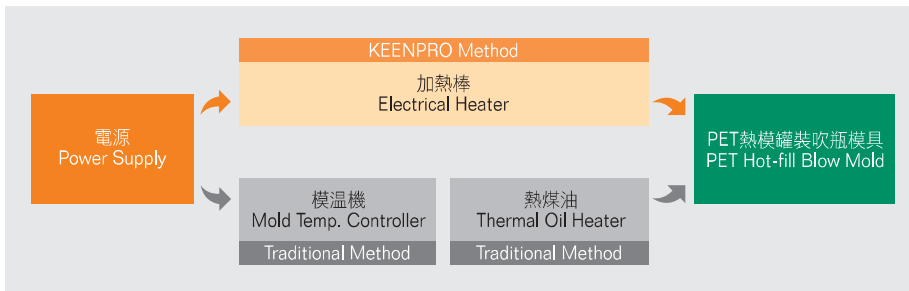 KEENPRO Method
加熱棒
Electrical Heater
電源
Power Supply
PET熱模罐裝吹瓶模具
PET Hot-fill Blow Mold
模溫機
Mold Temp. Controller
Traditional Method
熱煤油
Thermal Oil Heater
Traditional Method